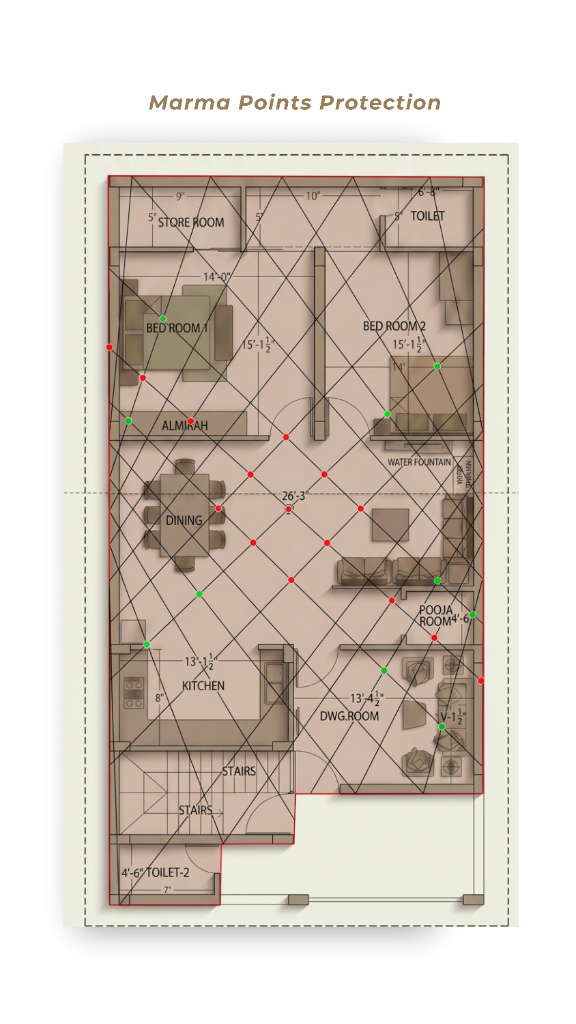 Marma Points Protection
9" 10" 6'-8"
5' STORE ROOM 5' 5' TOILET
14'-0"
BED ROOM 1 BED ROOM 2
15'-1½" 15'-1½"
14'
ALMIRAH
WATER FOUNTAIN
26'-3"
DINING
POOJA
ROOM 4'-6
13'-1½"
KITCHEN
8" 13'-4½"
DWG.ROOM V-1½"
STAIRS
STAIRS
4'-6" TOILET-2
7'